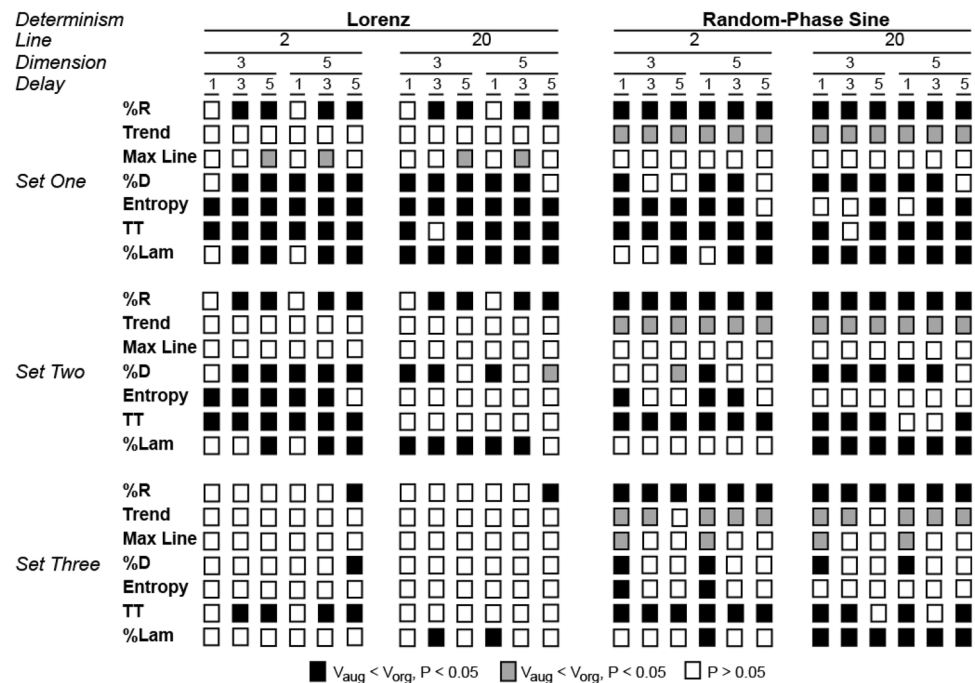 Determinism Lorenz Random-Phase Sine
Line 2 20 2 20
Dimension 3 5 3 5 3 5 3 5
Delay 1 3 5 1 3 5 1 3 5 1 3 5 1 3 5 1 3 5 1 3 5 1 3 5
%R
Trend
Max Line
Set One %D
Entropy
TT
%Lam
%R
Trend
Max Line
Set Two %D
Entropy
TT
%Lam
%R
Trend
Max Line
Set Three %D
Entropy
TT
%Lam
Vaug < Vorg, P < 0.05 Vaug < Vorg, P < 0.05 P > 0.05